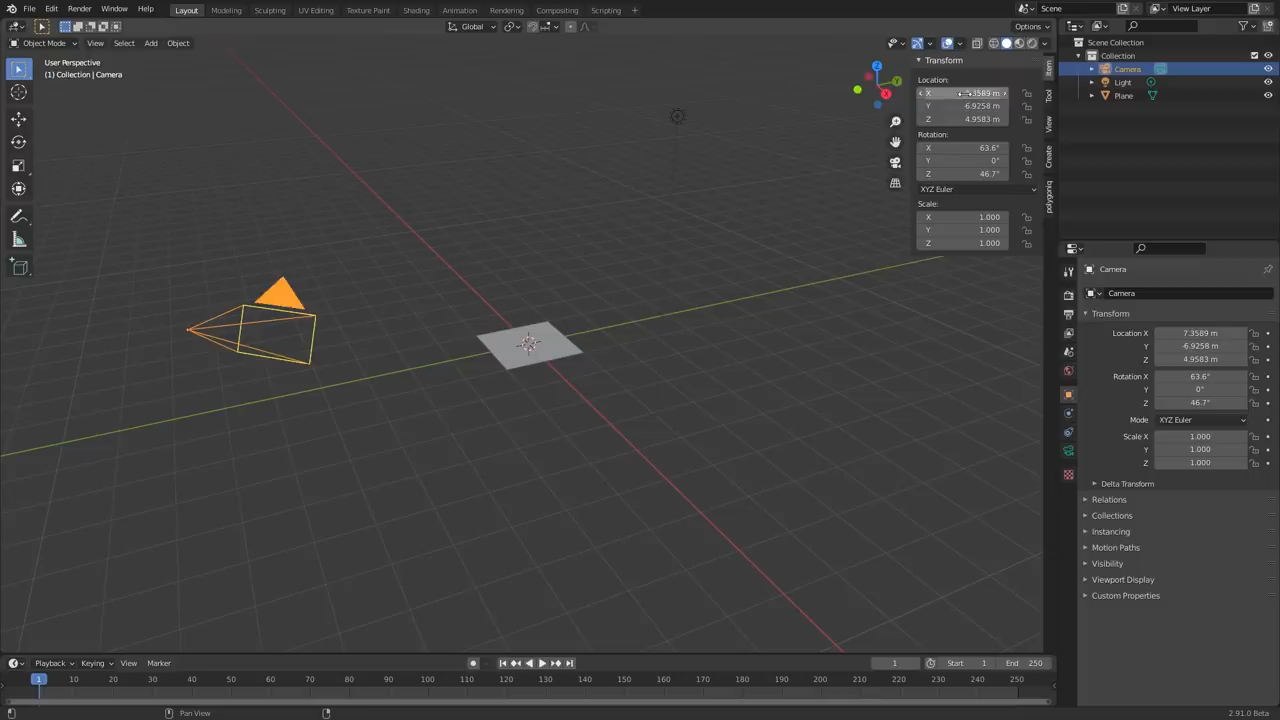 File Edit Render Window Help
Layout Modeling Sculpting UV Editing Texture Paint Shading Animation Rendering Compositing Scripting +
Scene
View Layer
Global
Options
Object Mode View Select Add Object
User Perspective
(1) Collection | Camera
Z
Y
X
Transform
Location:
X 7.3589 m
Y -6.9258 m
Z 4.9583 m
Rotation:
X 63.6°
Y 0°
Z 46.7°
XYZ Euler
Scale:
X 1.000
Y 1.000
Z 1.000
Item
Tool
View
Create
polygoniq
Scene Collection
Collection
Camera
Light
Plane
Camera
Camera
Transform
Location X 7.3589 m
Y -6.9258 m
Z 4.9583 m
Rotation X 63.6°
Y 0°
Z 46.7°
Mode XYZ Euler
Scale X 1.000
Y 1.000
Z 1.000
Delta Transform
Relations
Collections
Instancing
Motion Paths
Visibility
Viewport Display
Custom Properties
Playback Keying View Marker
1
Start 1
End 250
1 10 20 30 40 50 60 70 80 90 100 110 120 130 140 150 160 170 180 190 200 210 220 230 240 250
Pan View
2.91.0 Beta